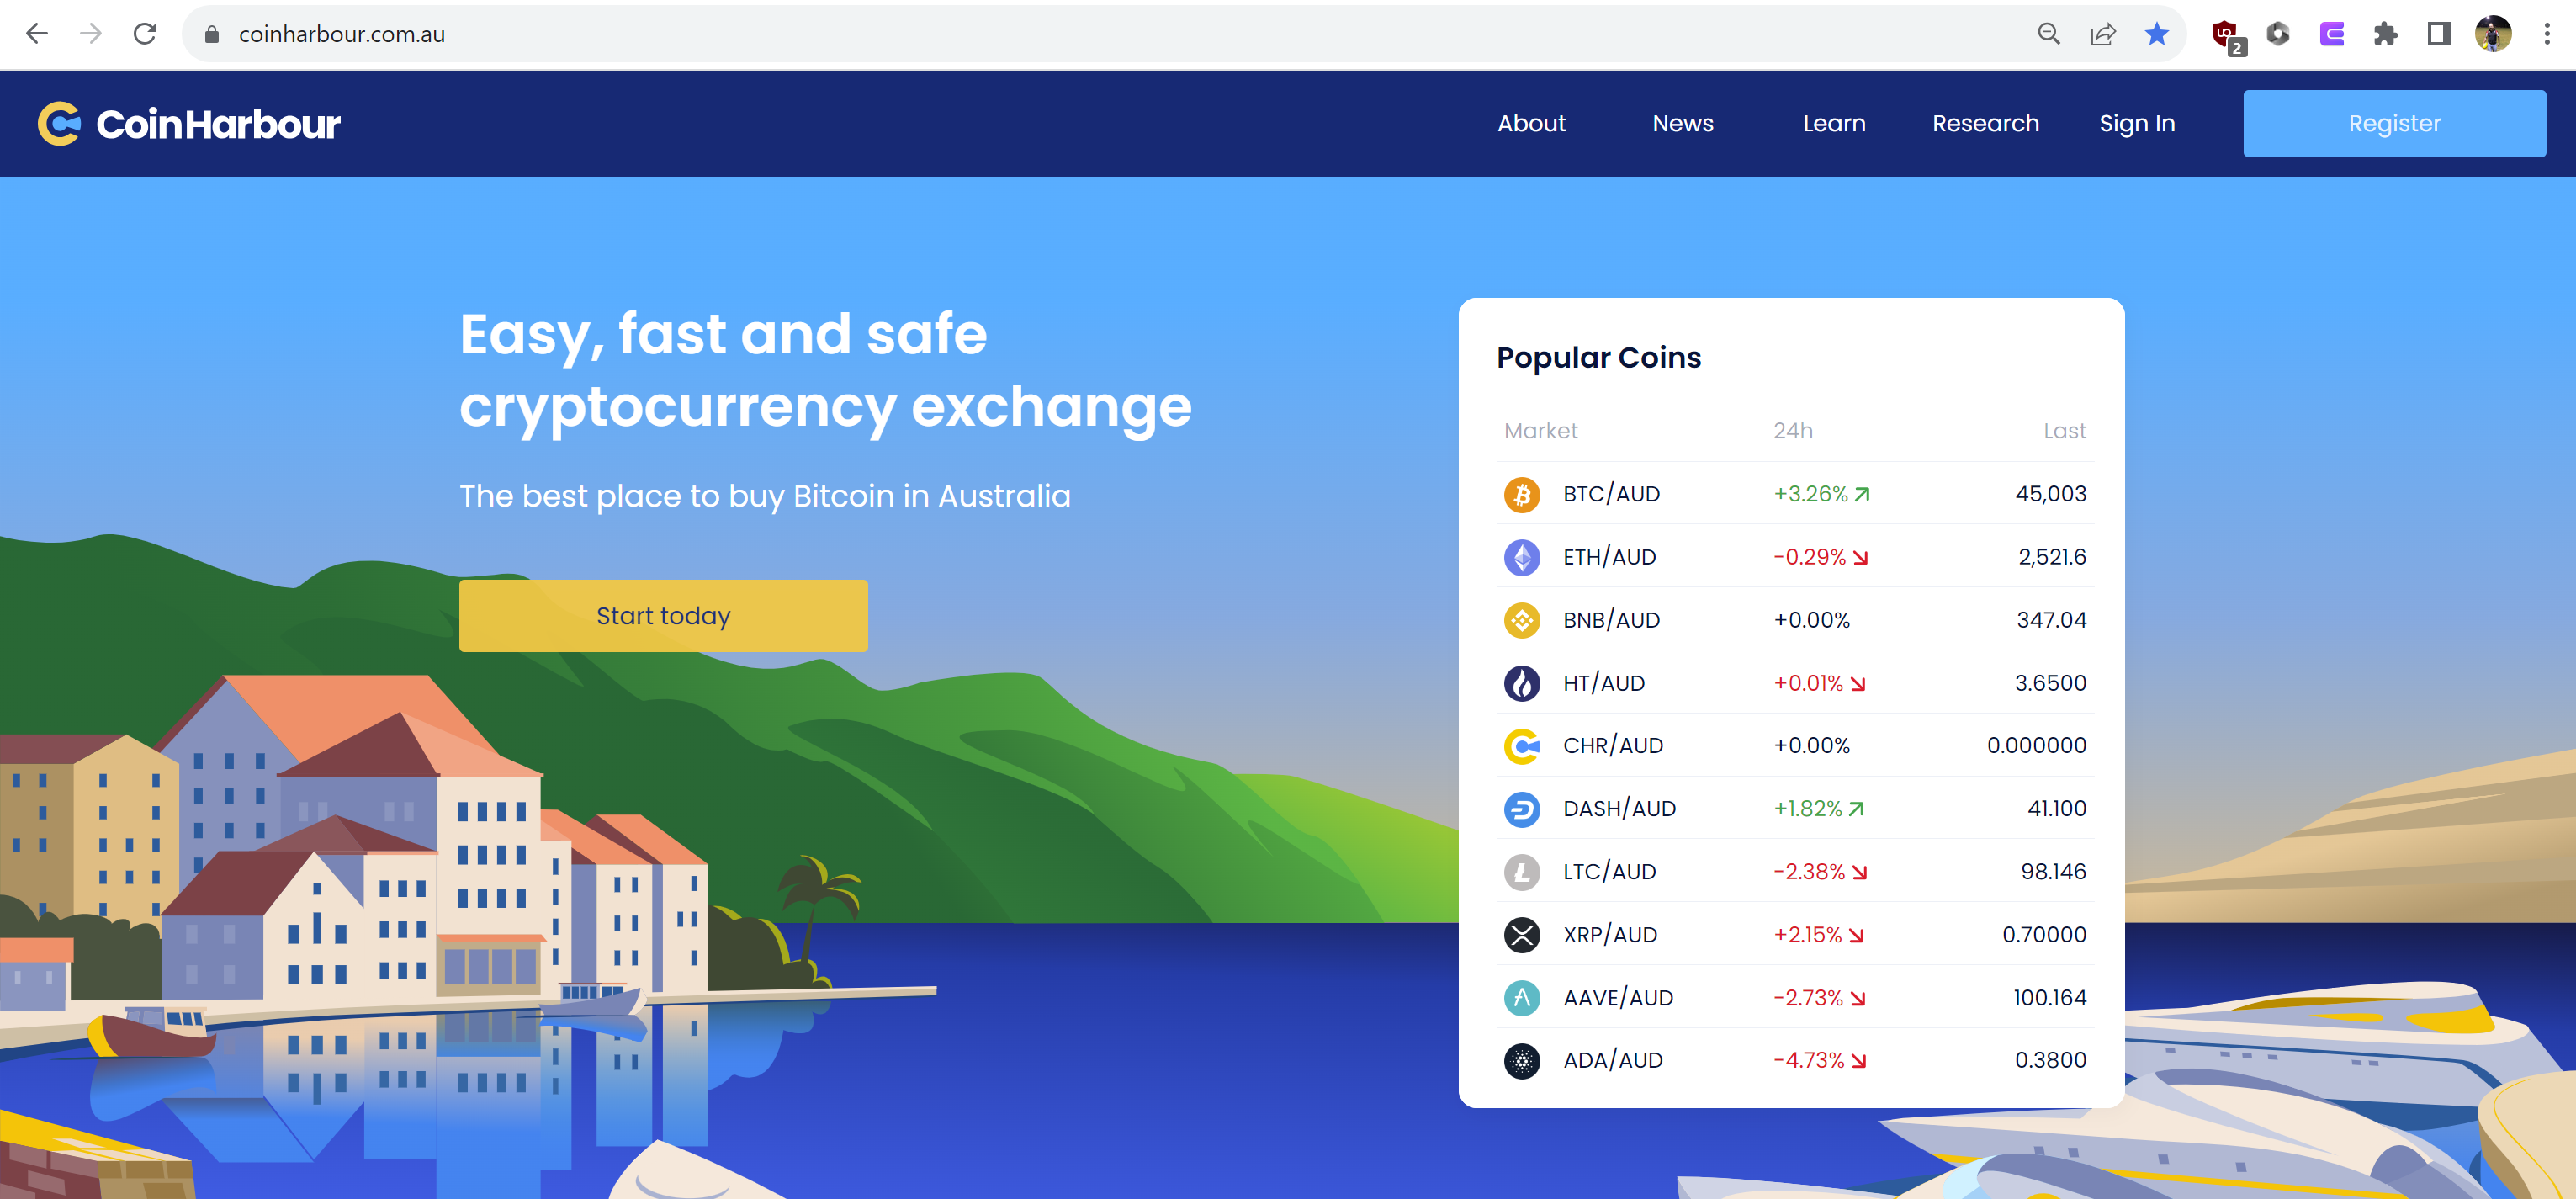 coinharbour.com.au
2
CoinHarbour
About News Learn Research Sign In Register
Easy, fast and safe
cryptocurrency exchange
The best place to buy Bitcoin in Australia
Start today
Popular Coins
Market 24h Last
BTC/AUD +3.26% 45,003
ETH/AUD -0.29% 2,521.6
BNB/AUD +0.00% 347.04
HT/AUD +0.01% 3.6500
CHR/AUD +0.00% 0.000000
DASH/AUD +1.82% 41.100
LTC/AUD -2.38% 98.146
XRP/AUD +2.15% 0.70000
AAVE/AUD -2.73% 100.164
ADA/AUD -4.73% 0.3800